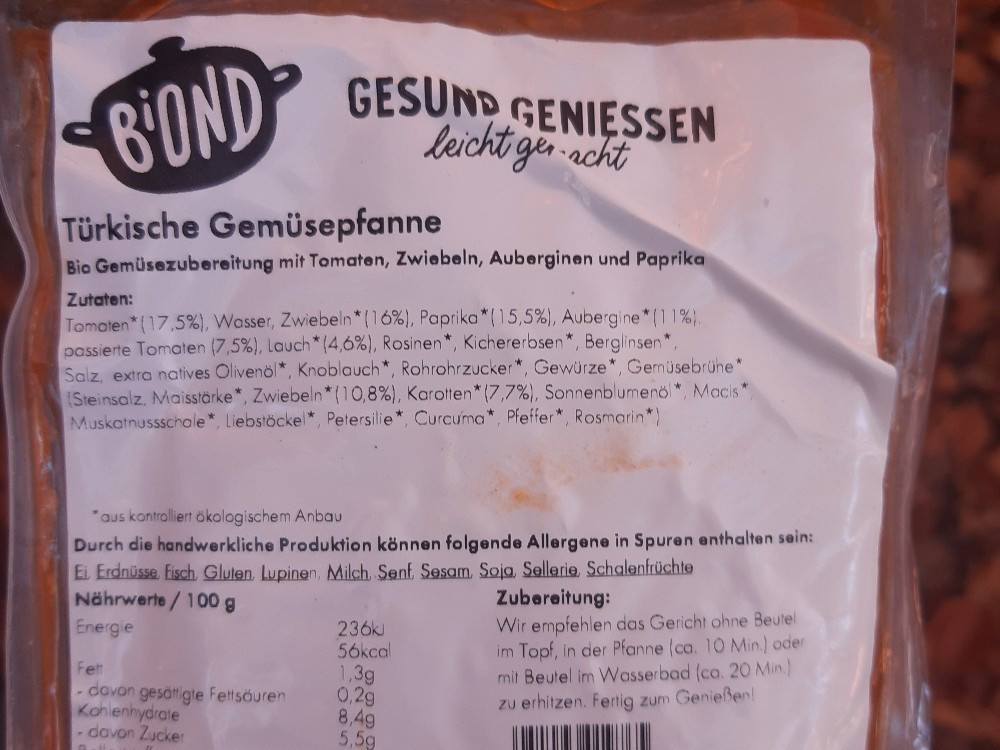 BiOND
GESUND GENIESSEN
leicht
Türkische Gemüsepfanne
Bio Gemüsezubereitung mit Tomaten, Zwiebeln, Auberginen und Paprika
Zutaten:
Tomaten*(17,5%), Wasser, Zwiebeln*(16%), Paprika*(15,5%), Aubergine*(11%),
passierte Tomaten (7,5%), Lauch*(4,6%), Rosinen*, Kichererbsen*, Berglinsen*,
Salz, extra natives Olivenöl*, Knoblauch*, Rohrohrzucker*, Gewürze*, Gemüsebrühe*
(Steinsalz, Maisstärke*, Zwiebeln*(10,8%), Karotten*(7,7%), Sonnenblumenöl*, Macis*,
Muskatnussschale*, Liebstöckel*, Petersilie*, Curcuma*, Pfeffer*, Rosmarin*)
*aus kontrolliert ökologischem Anbau
Durch die handwerkliche Produktion können folgende Allergene in Spuren enthalten sein:
Ei, Erdnüsse, Fisch, Gluten, Lupinen, Milch, Senf, Sesam, Soja, Sellerie, Schalenfrüchte
Nährwerte / 100 g
Energie 236kJ
56kcal
Fett 1,3g
- davon gesättigte Fettsäuren 0,2g
Kohlenhydrate 8,4g
- davon Zucker 5,5g
Zubereitung:
Wir empfehlen das Gericht ohne Beutel
im Topf, in der Pfanne (ca. 10 Min.) oder
mit Beutel im Wasserbad (ca. 20 Min.)
zu erhitzen. Fertig zum Genießen!